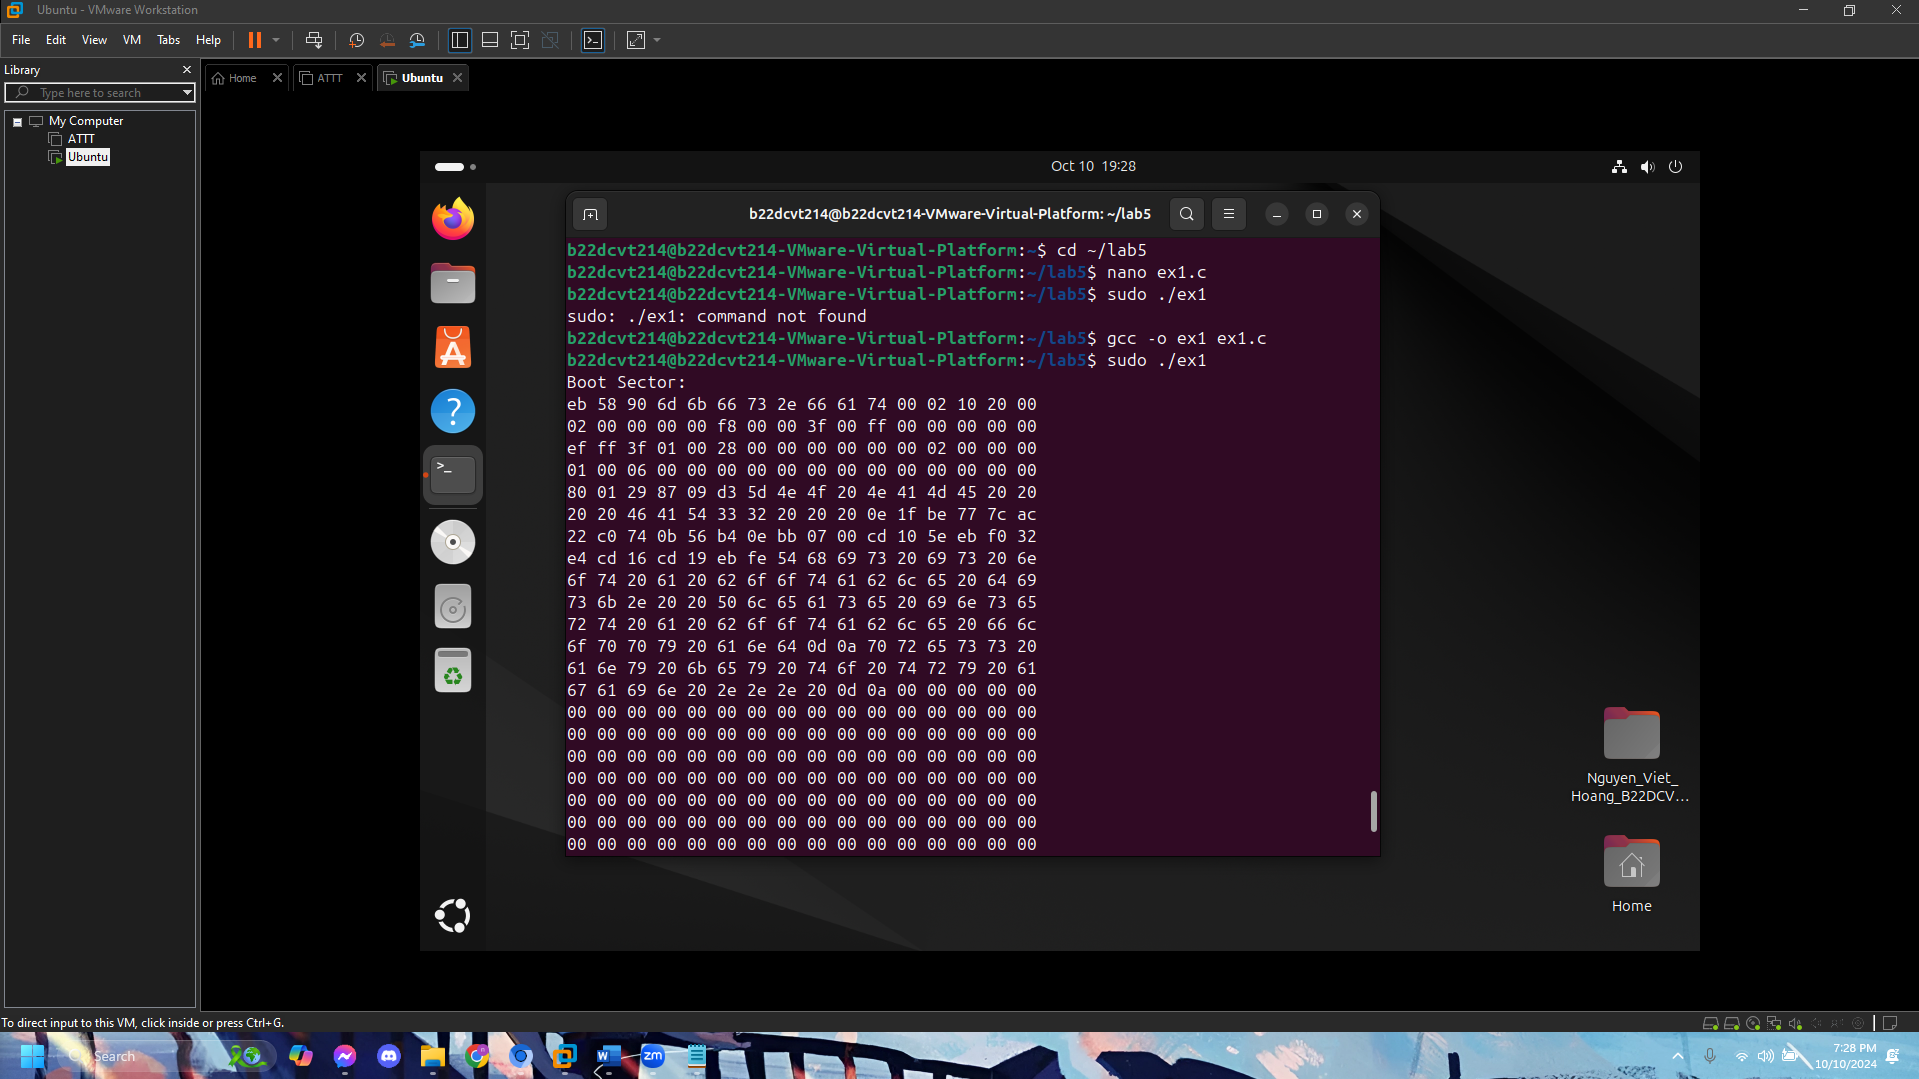 Ubuntu - VMware Workstation
File Edit View VM Tabs Help
Library
Type here to search
My Computer
ATTT
Ubuntu
Home
ATTT
Ubuntu
Oct 10 19:28
b22dcvt214@b22dcvt214-VMware-Virtual-Platform: ~/lab5
b22dcvt214@b22dcvt214-VMware-Virtual-Platform:~$ cd ~/lab5
b22dcvt214@b22dcvt214-VMware-Virtual-Platform:~/lab5$ nano ex1.c
b22dcvt214@b22dcvt214-VMware-Virtual-Platform:~/lab5$ sudo ./ex1
sudo: ./ex1: command not found
b22dcvt214@b22dcvt214-VMware-Virtual-Platform:~/lab5$ gcc -o ex1 ex1.c
b22dcvt214@b22dcvt214-VMware-Virtual-Platform:~/lab5$ sudo ./ex1
Boot Sector:
eb 58 90 6d 6b 66 73 2e 66 61 74 00 02 10 20 00
02 00 00 00 00 f8 00 00 3f 00 ff 00 00 00 00 00
ef ff 3f 01 00 28 00 00 00 00 00 00 02 00 00 00
01 00 06 00 00 00 00 00 00 00 00 00 00 00 00 00
80 01 29 87 09 d3 5d 4e 4f 20 4e 41 4d 45 20 20
20 20 46 41 54 33 32 20 20 20 0e 1f be 77 7c ac
22 c0 74 0b 56 b4 0e bb 07 00 cd 10 5e eb f0 32
e4 cd 16 cd 19 eb fe 54 68 69 73 20 69 73 20 6e
6f 74 20 61 20 62 6f 6f 74 61 62 6c 65 20 64 69
73 6b 2e 20 20 50 6c 65 61 73 65 20 69 6e 73 65
72 74 20 61 20 62 6f 6f 74 61 62 6c 65 20 66 6c
6f 70 70 79 20 61 6e 64 0d 0a 70 72 65 73 73 20
61 6e 79 20 6b 65 79 20 74 6f 20 74 72 79 20 61
67 61 69 6e 20 2e 2e 2e 20 0d 0a 00 00 00 00 00
00 00 00 00 00 00 00 00 00 00 00 00 00 00 00 00
00 00 00 00 00 00 00 00 00 00 00 00 00 00 00 00
00 00 00 00 00 00 00 00 00 00 00 00 00 00 00 00
00 00 00 00 00 00 00 00 00 00 00 00 00 00 00 00
00 00 00 00 00 00 00 00 00 00 00 00 00 00 00 00
00 00 00 00 00 00 00 00 00 00 00 00 00 00 00 00
00 00 00 00 00 00 00 00 00 00 00 00 00 00 00 00
Nguyen_Viet_
Hoang_B22DCV...
Home
To direct input to this VM, click inside or press Ctrl+G.
Search
zm
7:28 PM
10/10/2024